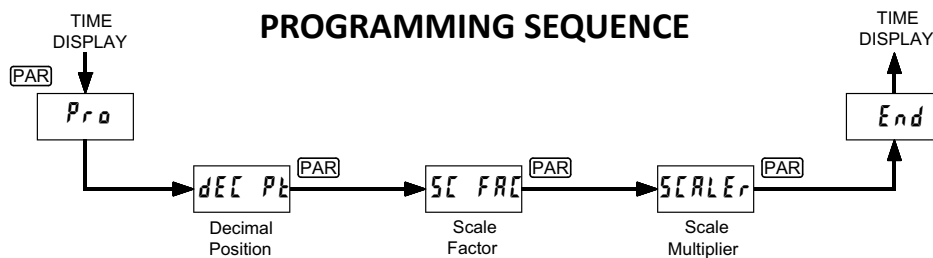 PROGRAMMING SEQUENCE
TIME
DISPLAY
TIME
DISPLAY
PAR
Pro
End
dEC Pt
PAR
SC FAC
PAR
SCALEr
PAR
Decimal
Position
Scale
Factor
Scale
Multiplier